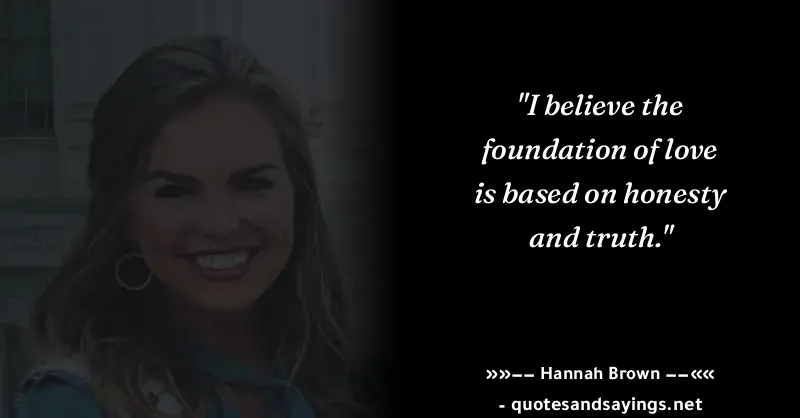 "I believe the
foundation of love
is based on honesty
and truth."
»»−− Hannah Brown −−««
- quotesandsayings.net